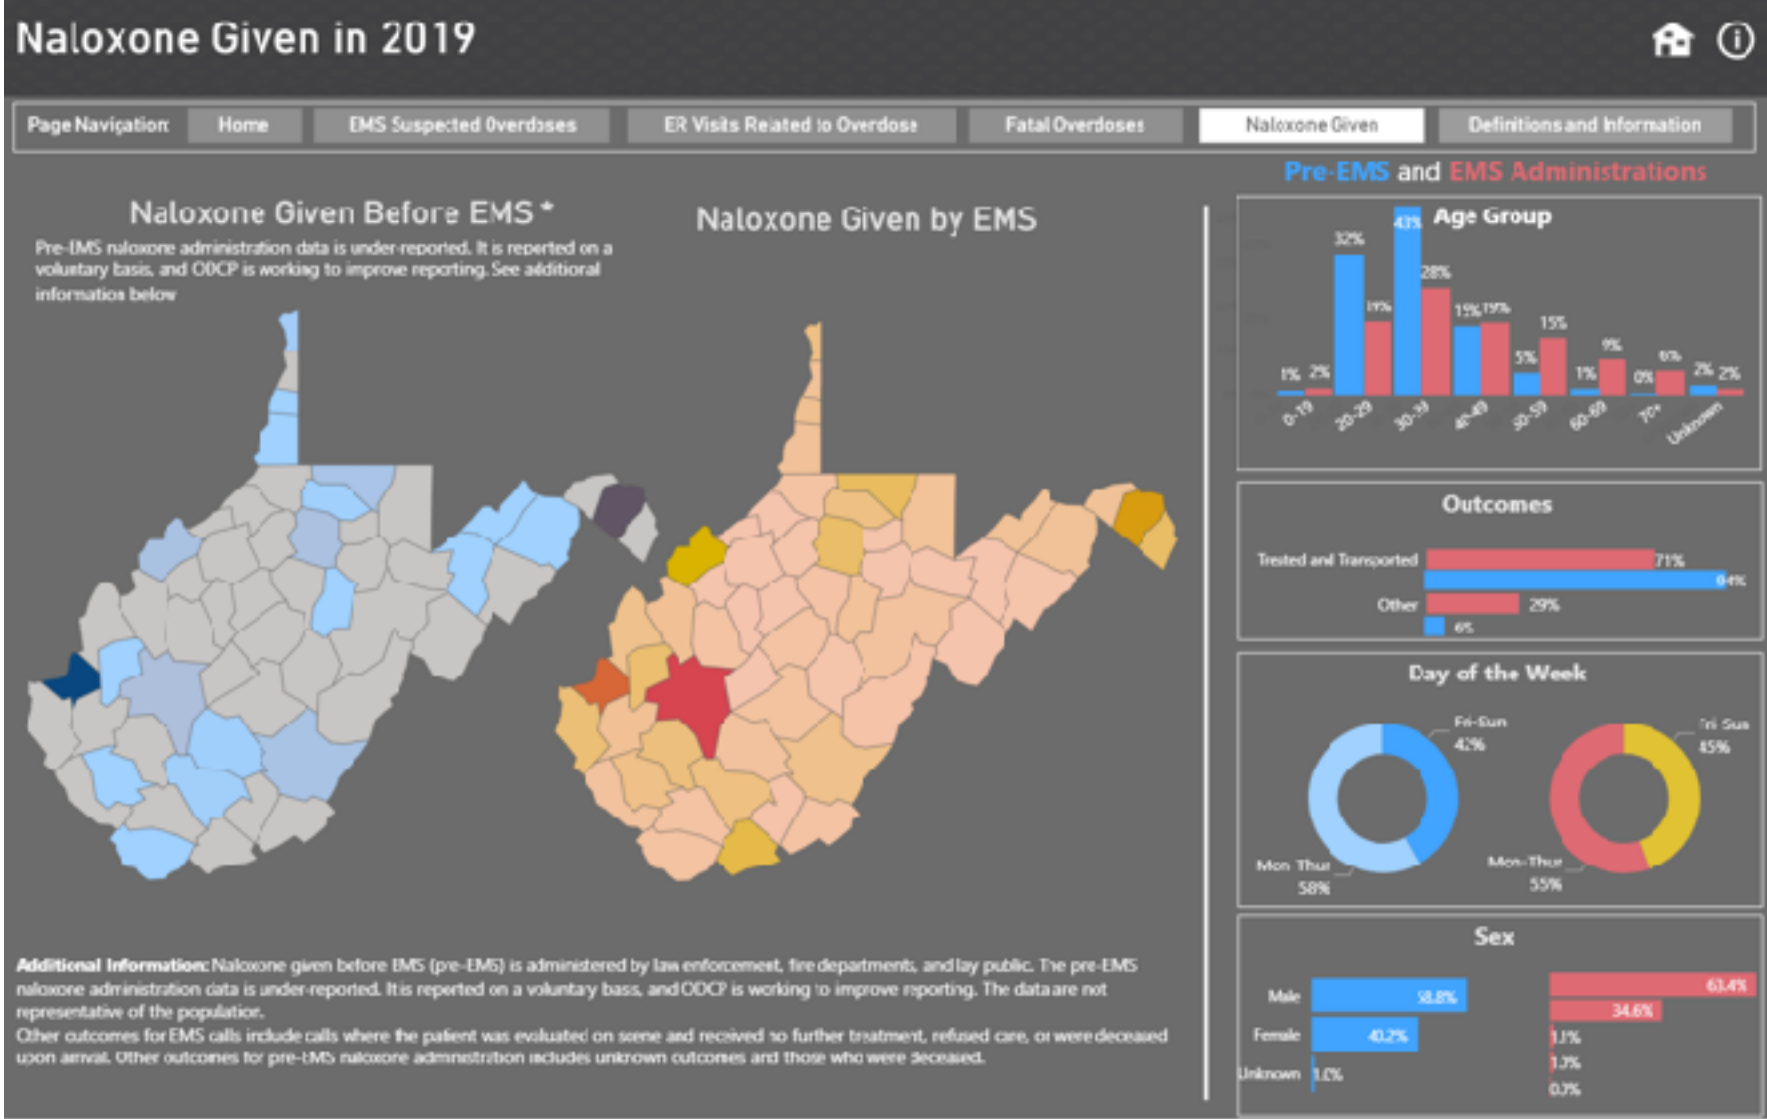 Naloxone Given in 2019
Page Navigation: Home EMS Suspected Overdoses ER Visits Related to Overdose Fatal Overdoses Naloxone Given Definitions and Information
Naloxone Given Before EMS *
Pre-EMS naloxone administration data is under-reported. It is reported on a
voluntary basis, and ODCP is working to improve reporting. See additional
information below
Naloxone Given by EMS
Pre-EMS and EMS Administrations
Age Group
43%
32%
28%
19%
15% 19%
15%
5%
9%
1% 2%
1%
0%
6%
2% 2%
0-19 20-29 30-39 40-49 50-59 60-69 70+ Unknown
Outcomes
Treated and Transported 71%
Other 29%
6%
Day of the Week
Fri-Sun
42%
Mon-Thur
58%
Fri-Sun
45%
Mon-Thur
55%
Sex
Male 58.8%
Female 40.2%
Unknown 1.0%
63.4%
34.6%
Additional Information: Naloxone given before EMS (pre-EMS) is administered by law enforcement, fire departments, and lay public. The pre-EMS
naloxone administration data is under-reported. It is reported on a voluntary basis, and ODCP is working to improve reporting. The data are not
representative of the population.
Other outcomes for EMS calls include calls where the patient was evaluated on scene and received no further treatment, refused care, or were deceased
upon arrival. Other outcomes for pre-EMS naloxone administration includes unknown outcomes and those who were deceased.